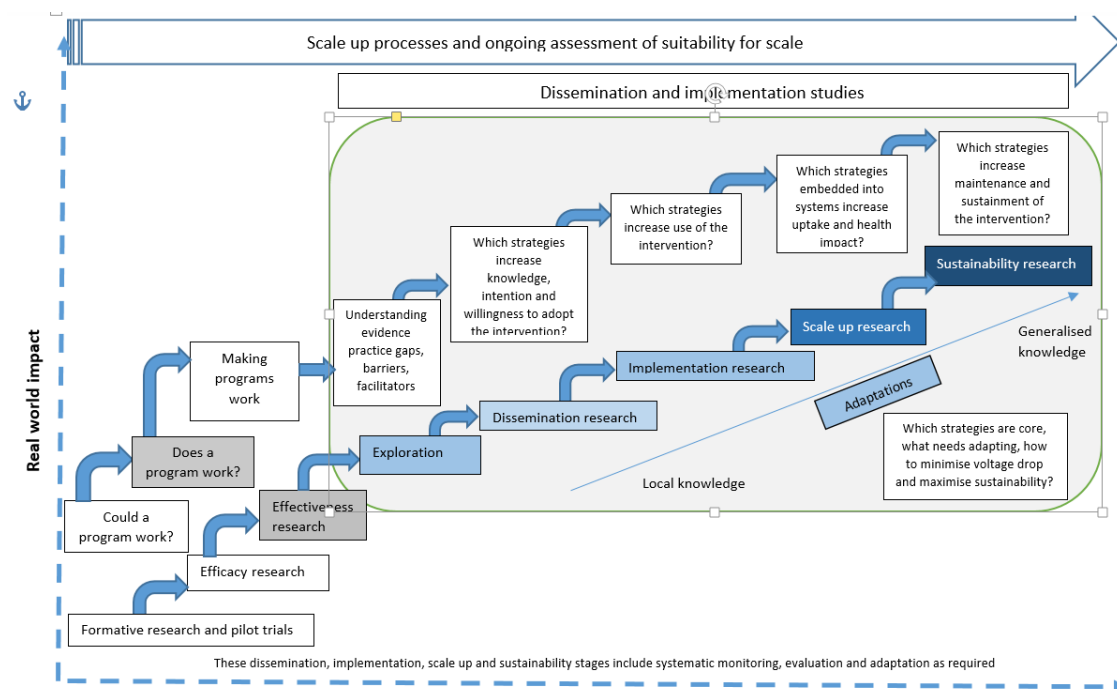 Scale up processes and ongoing assessment of suitability for scale
Dissemination and implementation studies
Which strategies
increase
maintenance and
sustainment of
the intervention?
Which strategies
embedded into
systems increase
uptake and health
impact?
Which strategies
increase use of the
intervention?
Which strategies
increase
knowledge,
intention and
willingness to adopt
the intervention?
Understanding
evidence
practice gaps,
barriers,
facilitators
Making
programs
work
Does a
program work?
Could a
program work?
Sustainability research
Scale up research
Implementation research
Dissemination research
Exploration
Effectiveness
research
Efficacy research
Formative research and pilot trials
Generalised
knowledge
Adaptations
Local knowledge
Which strategies are core,
what needs adapting, how
to minimise voltage drop
and maximise sustainability?
Real world impact
These dissemination, implementation, scale up and sustainability stages include systematic monitoring, evaluation and adaptation as required